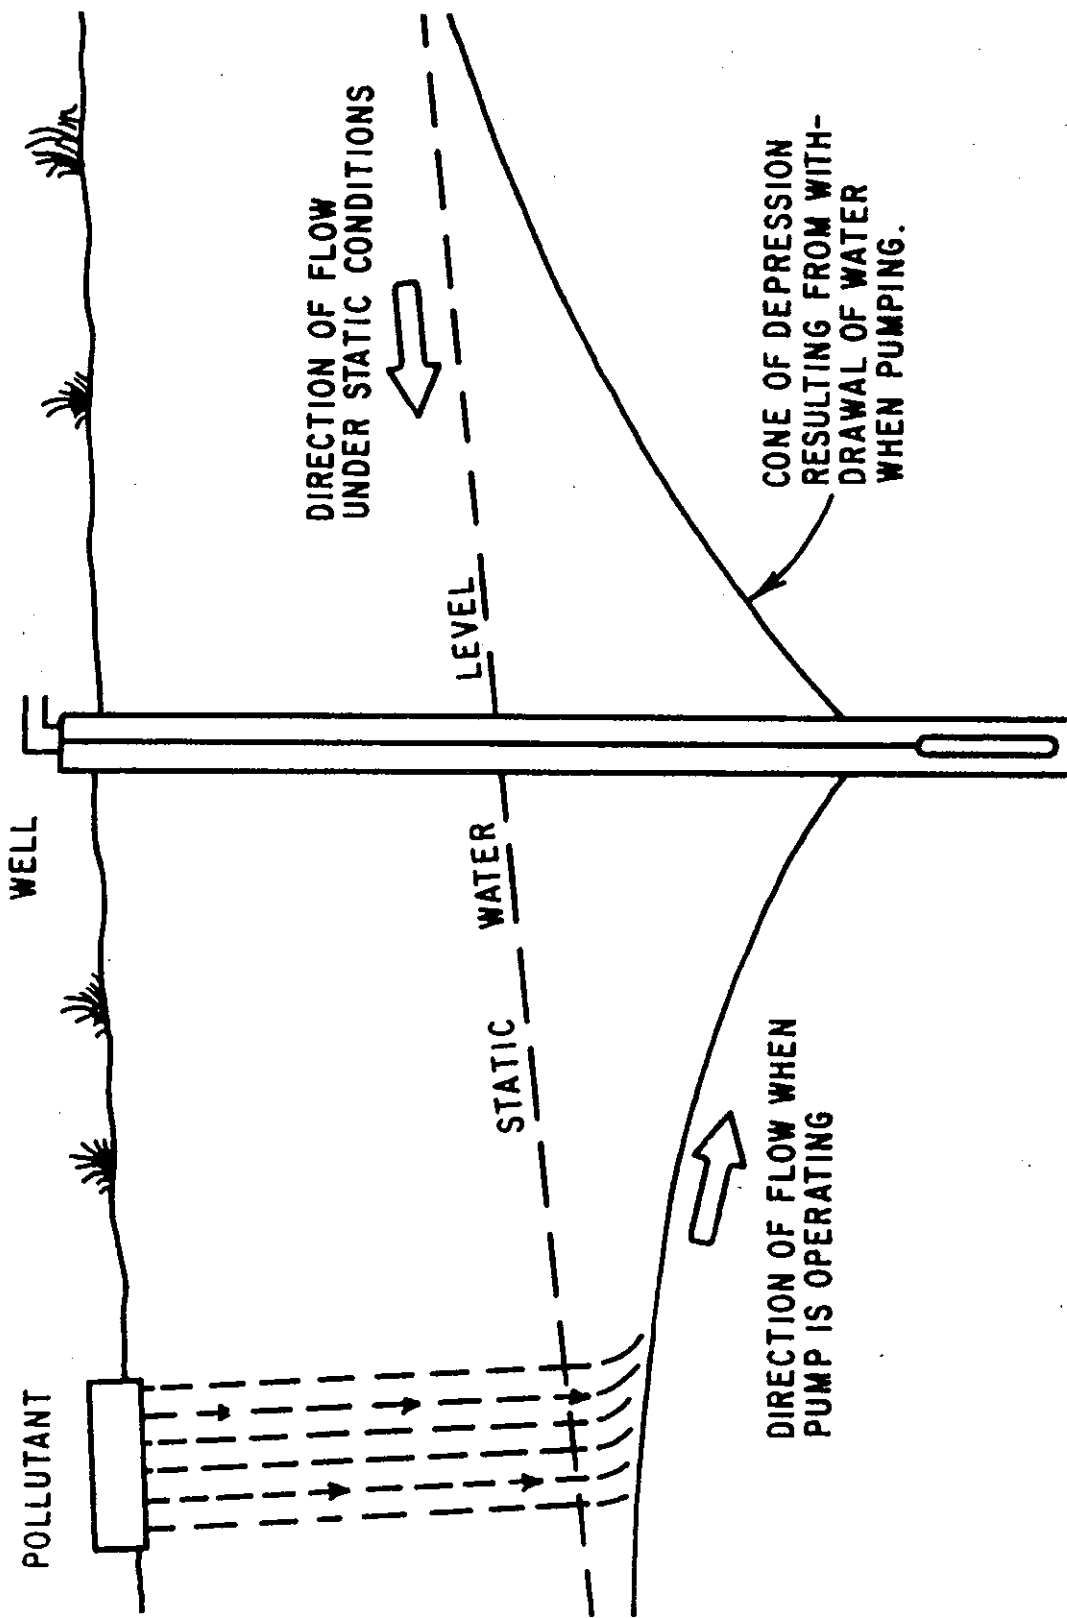 POLLUTANT
WELL
DIRECTION OF FLOW
UNDER STATIC CONDITIONS
STATIC WATER LEVEL
DIRECTION OF FLOW WHEN
PUMP IS OPERATING
CONE OF DEPRESSION
RESULTING FROM WITH-
DRAWAL OF WATER
WHEN PUMPING.